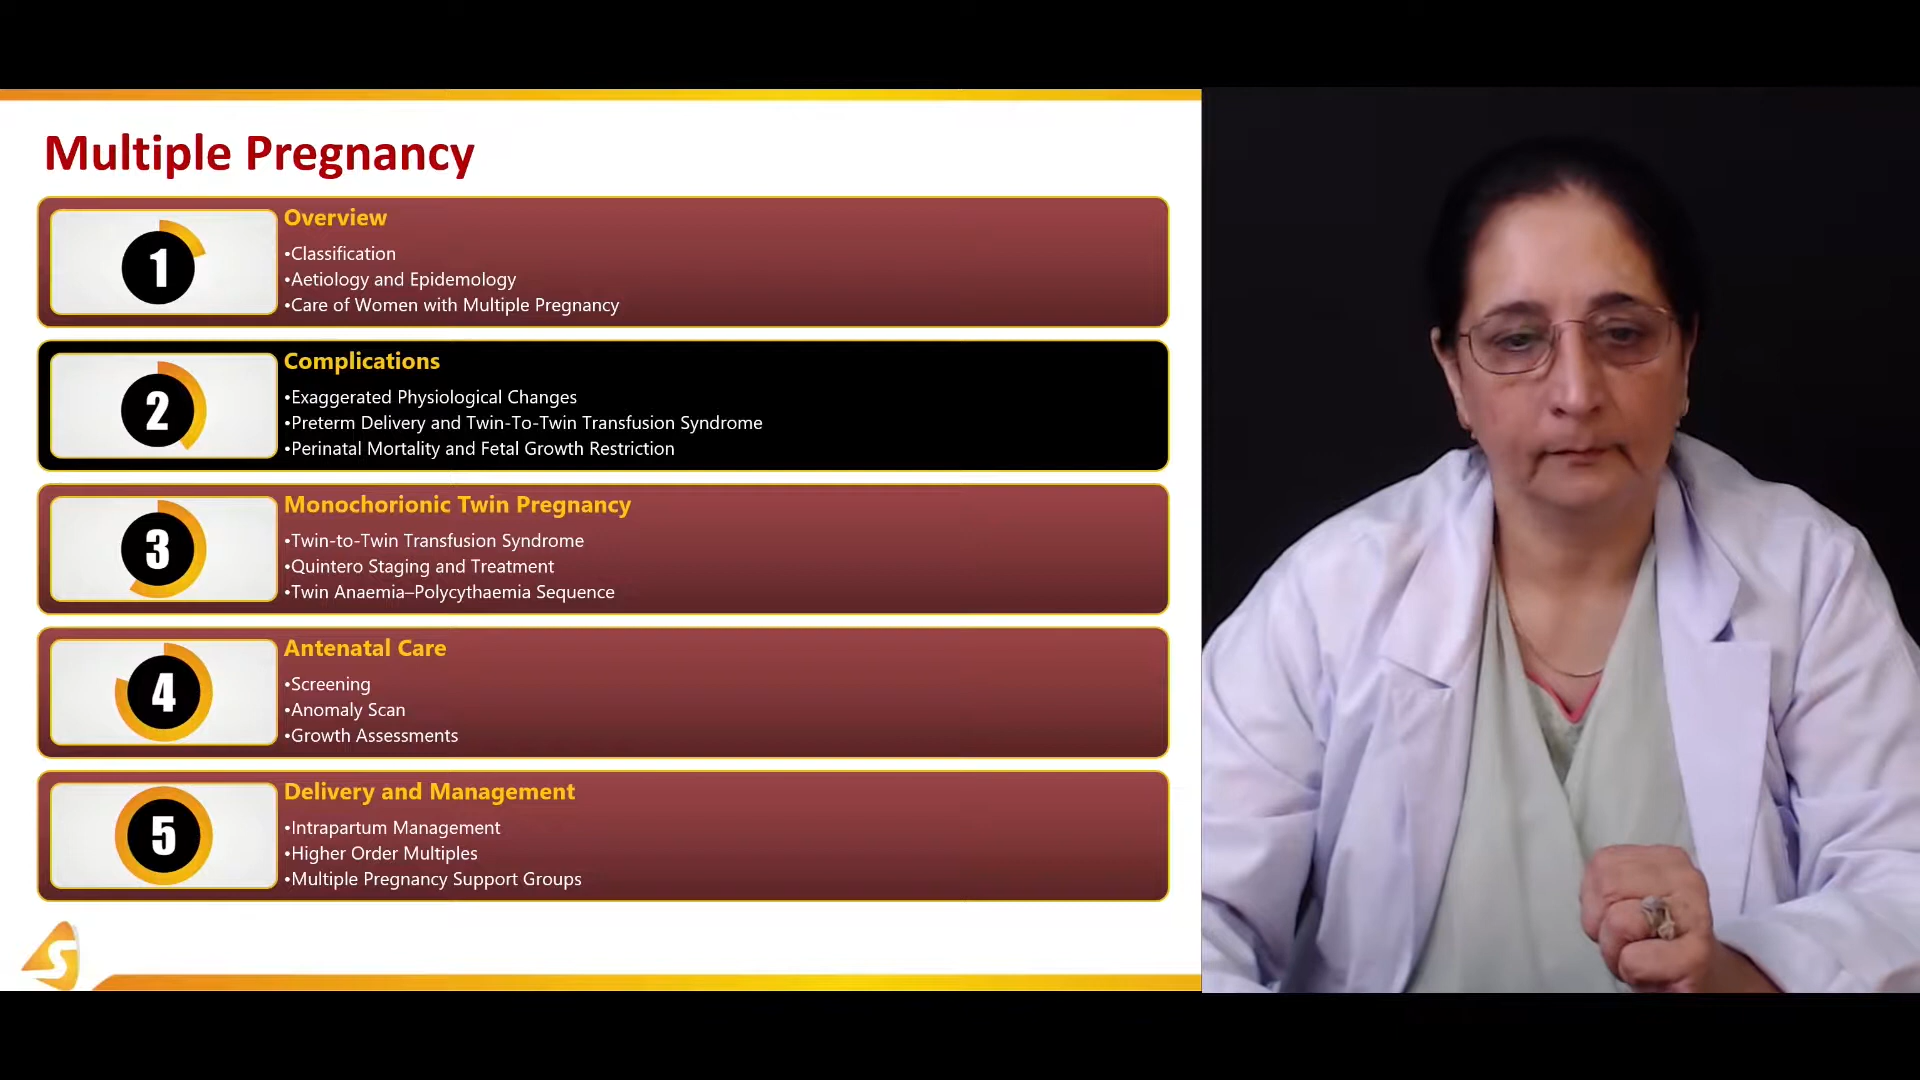 Multiple Pregnancy
1
Overview
•Classification
•Aetiology and Epidemology
•Care of Women with Multiple Pregnancy
2
Complications
•Exaggerated Physiological Changes
•Preterm Delivery and Twin-To-Twin Transfusion Syndrome
•Perinatal Mortality and Fetal Growth Restriction
3
Monochorionic Twin Pregnancy
•Twin-to-Twin Transfusion Syndrome
•Quintero Staging and Treatment
•Twin Anaemia–Polycythaemia Sequence
4
Antenatal Care
•Screening
•Anomaly Scan
•Growth Assessments
5
Delivery and Management
•Intrapartum Management
•Higher Order Multiples
•Multiple Pregnancy Support Groups
S